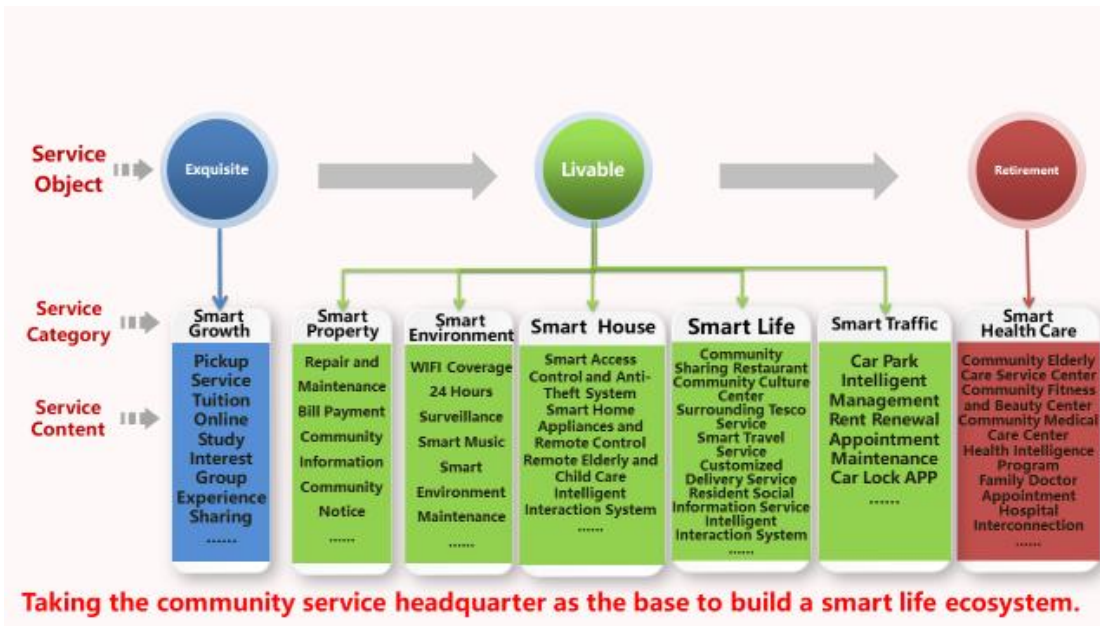 Service
Object
Exquisite
Livable
Retirement
Service
Category
Smart
Growth
Smart
Property
Smart
Environment
Smart House
Smart Life
Smart Traffic
Smart
Health Care
Service
Content
Pickup
Service
Tuition
Online
Study
Interest
Group
Experience
Sharing
......
Repair and
Maintenance
Bill Payment
Community
Information
Community
Notice
......
WIFI Coverage
24 Hours
Surveillance
Smart Music
Smart
Environment
Maintenance
......
Smart Access
Control and Anti-
Theft System
Smart Home
Appliances and
Remote Control
Remote Elderly and
Child Care
Intelligent
Interaction System
......
Community
Sharing Restaurant
Community Culture
Center
Surrounding Tesco
Service
Smart Travel
Service
Customized
Delivery Service
Resident Social
Information Service
Intelligent
Interaction System
......
Car Park
Intelligent
Management
Rent Renewal
Appointment
Maintenance
Car Lock APP
......
Community Elderly
Care Service Center
Community Fitness
and Beauty Center
Community Medical
Care Center
Health Intelligence
Program
Family Doctor
Appointment
Hospital
Interconnection
......
Taking the community service headquarter as the base to build a smart life ecosystem.